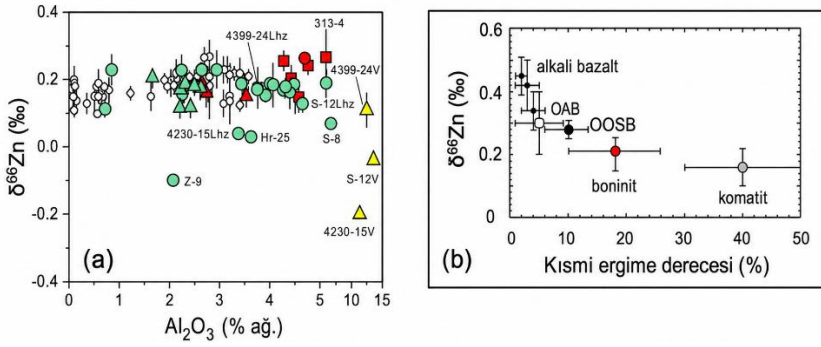 0.4
0.2
0.0
-0.2
0.4
δ⁶⁶Zn (‰)
313-4
4399-24Lhz
4399-24V
S-12Lhz
4230-15Lhz
Hr-25
S-8
Z-9
S-12V
4230-15V
(a)
0 1 2 3 4 5 10 15
Al₂O₃ (% ağ.)
0.6
0.4
0.2
0
δ⁶⁶Zn (‰)
alkali bazalt
OAB
OOSB
boninit
komatit
0 10 20 30 40 50
(b)
Kısmi ergime derecesi (%)